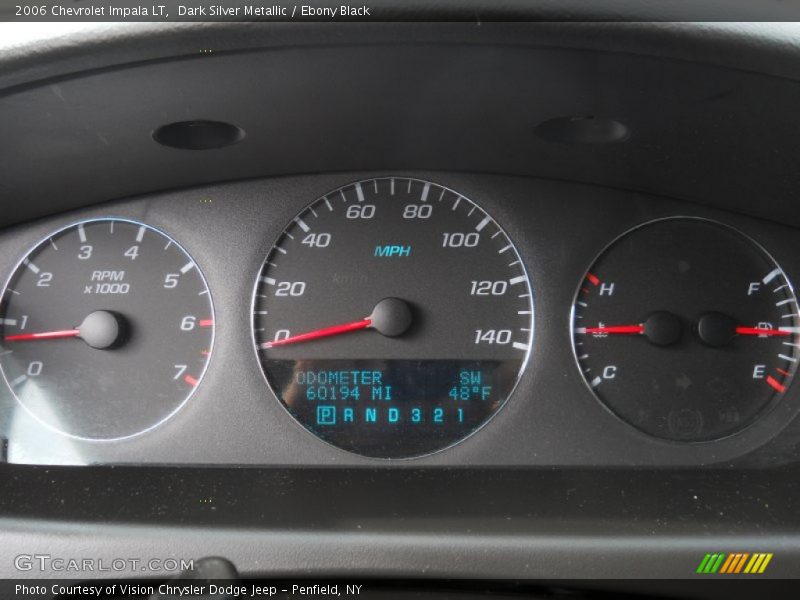 2006 Chevrolet Impala LT, Dark Silver Metallic / Ebony Black
0 1 2 3 4 5 6 7
RPM
x1000
0 20 40 60 80 100 120 140
MPH
ODOMETER SW
60194 MI 48°F
P R N D 3 2 1
H
C
F
E
GTCARLOT.COM
Photo Courtesy of Vision Chrysler Dodge Jeep – Penfield, NY